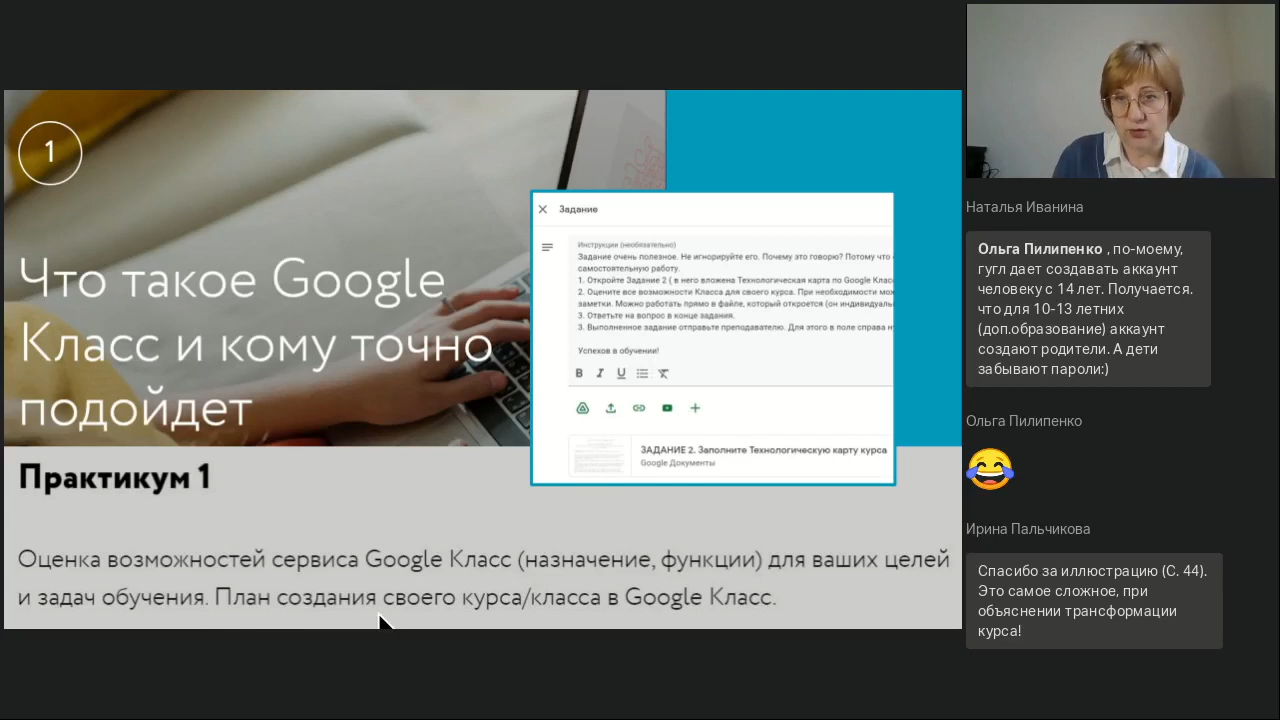 1
Что такое Google
Класс и кому точно
подойдет
Задание
Инструкции (необязательно)
Задание очень полезное. Не игнорируйте его. Почему это говорю? Потому что
самостоятельную работу.
1. Откройте Задание 2 ( в него вложена Технологическая карта по Google
2. Оцените все возможности Класса для своего курса. При необходимости
заметки. Можно работать прямо в файле, который откроется (он
3. Ответьте на вопрос в конце задания.
3. Выполненное задание отправьте преподавателю. Для этого в поле справа
Успехов в обучении!
B I U
ЗАДАНИЕ 2. Заполните Технологическую карту курса
Google Документы
Практикум 1
Оценка возможностей сервиса Google Класс (назначение, функции) для ваших целей
и задач обучения. План создания своего курса/класса в Google Класс.
Наталья Иванина
Ольга Пилипенко , по-моему,
гугл дает создавать аккаунт
человеку с 14 лет. Получается.
что для 10-13 летних
(доп.образование) аккаунт
создают родители. А дети
забывают пароли:)
Ольга Пилипенко
Ирина Пальчикова
Спасибо за иллюстрацию (С. 44).
Это самое сложное, при
объяснении трансформации
курса!